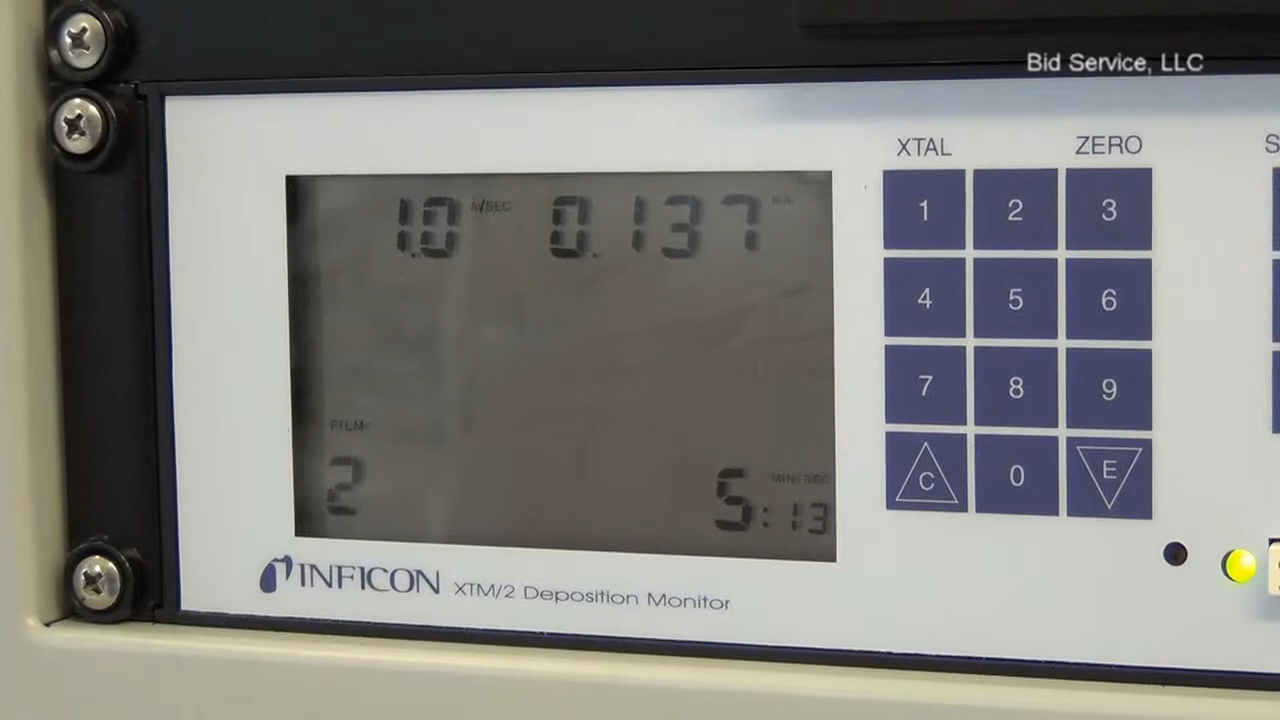 Bid Service, LLC
XTAL ZERO
1.0 Å/SEC 0.137
1 2 3
4 5 6
7 8 9
C 0 E
FILM#
2
MIN:SEC
5:13
INFICON XTM/2 Deposition Monitor